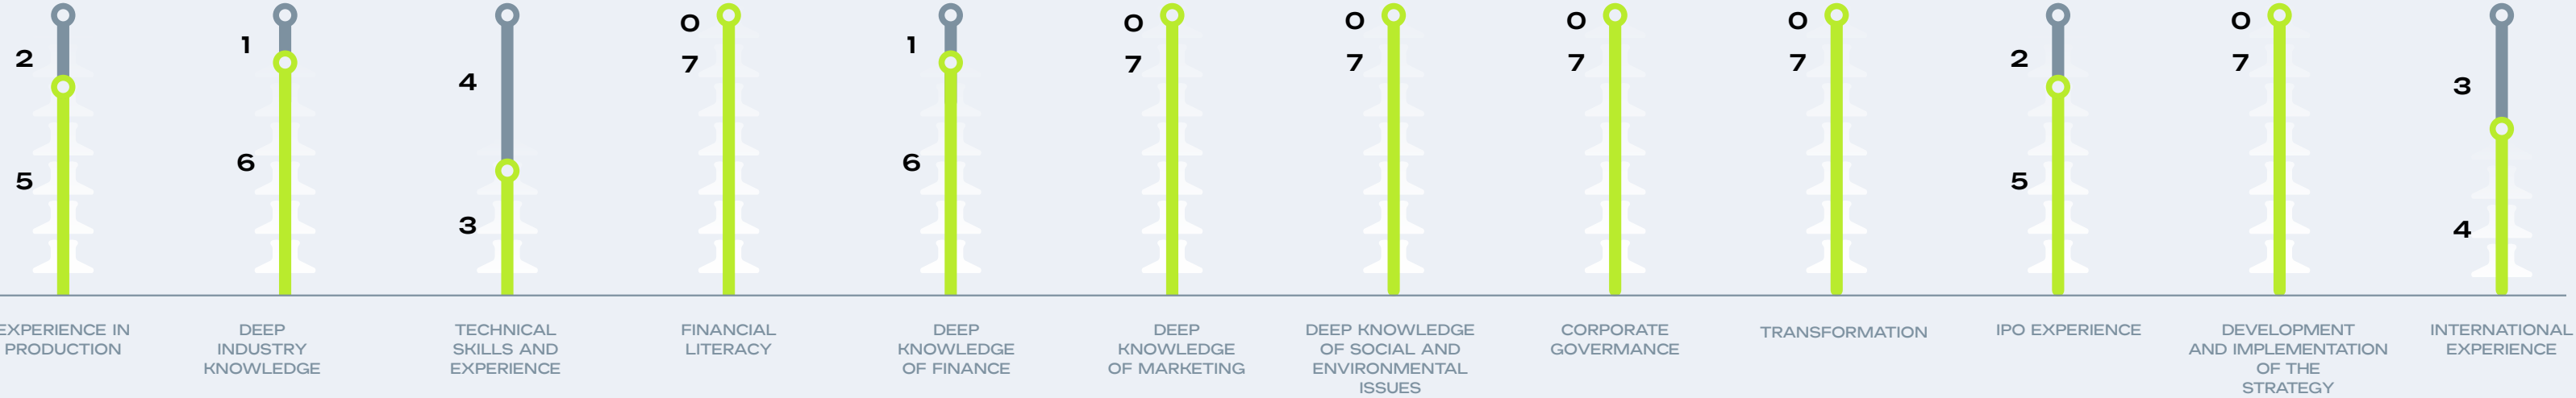 2
5
EXPERIENCE IN
PRODUCTION
1
6
DEEP
INDUSTRY
KNOWLEDGE
4
3
TECHNICAL
SKILLS AND
EXPERIENCE
0
7
FINANCIAL
LITERACY
1
6
DEEP
KNOWLEDGE
OF FINANCE
0
7
DEEP
KNOWLEDGE
OF MARKETING
0
7
DEEP KNOWLEDGE
OF SOCIAL AND
ENVIRONMENTAL
ISSUES
0
7
CORPORATE
GOVERMANCE
0
7
TRANSFORMATION
2
5
IPO EXPERIENCE
0
7
DEVELOPMENT
AND IMPLEMENTATION
OF THE
STRATEGY
3
4
INTERNATIONAL
EXPERIENCE